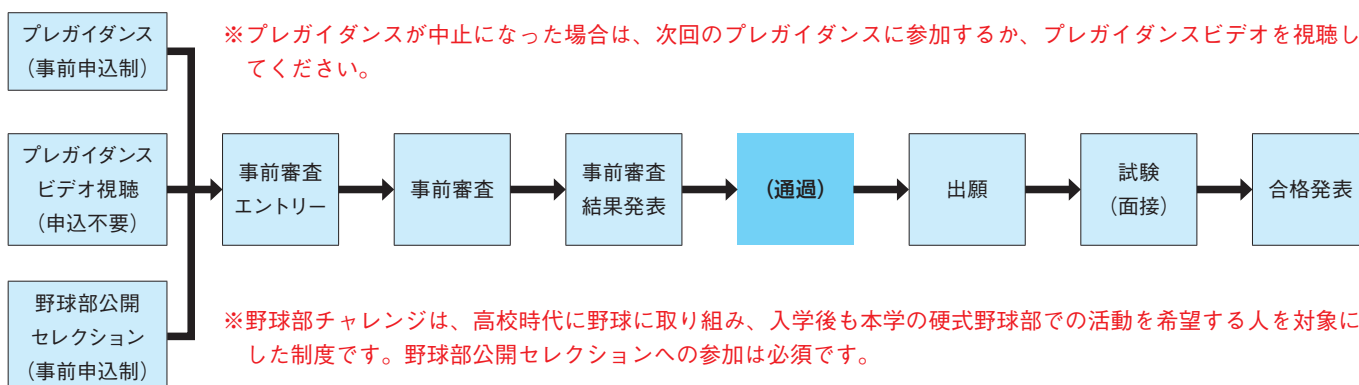 プレガイダンス
（事前申込制）
※プレガイダンスが中止になった場合は、次回のプレガイダンスに参加するか、プレガイダンスビデオを視聴し
てください。
プレガイダンス
ビデオ視聴
（申込不要）
事前審査
エントリー
事前審査
事前審査
結果発表
（通過）
出願
試験
（面接）
合格発表
野球部公開
セレクション
（事前申込制）
※野球部チャレンジは、高校時代に野球に取り組み、入学後も本学の硬式野球部での活動を希望する人を対象に
した制度です。野球部公開セレクションへの参加は必須です。